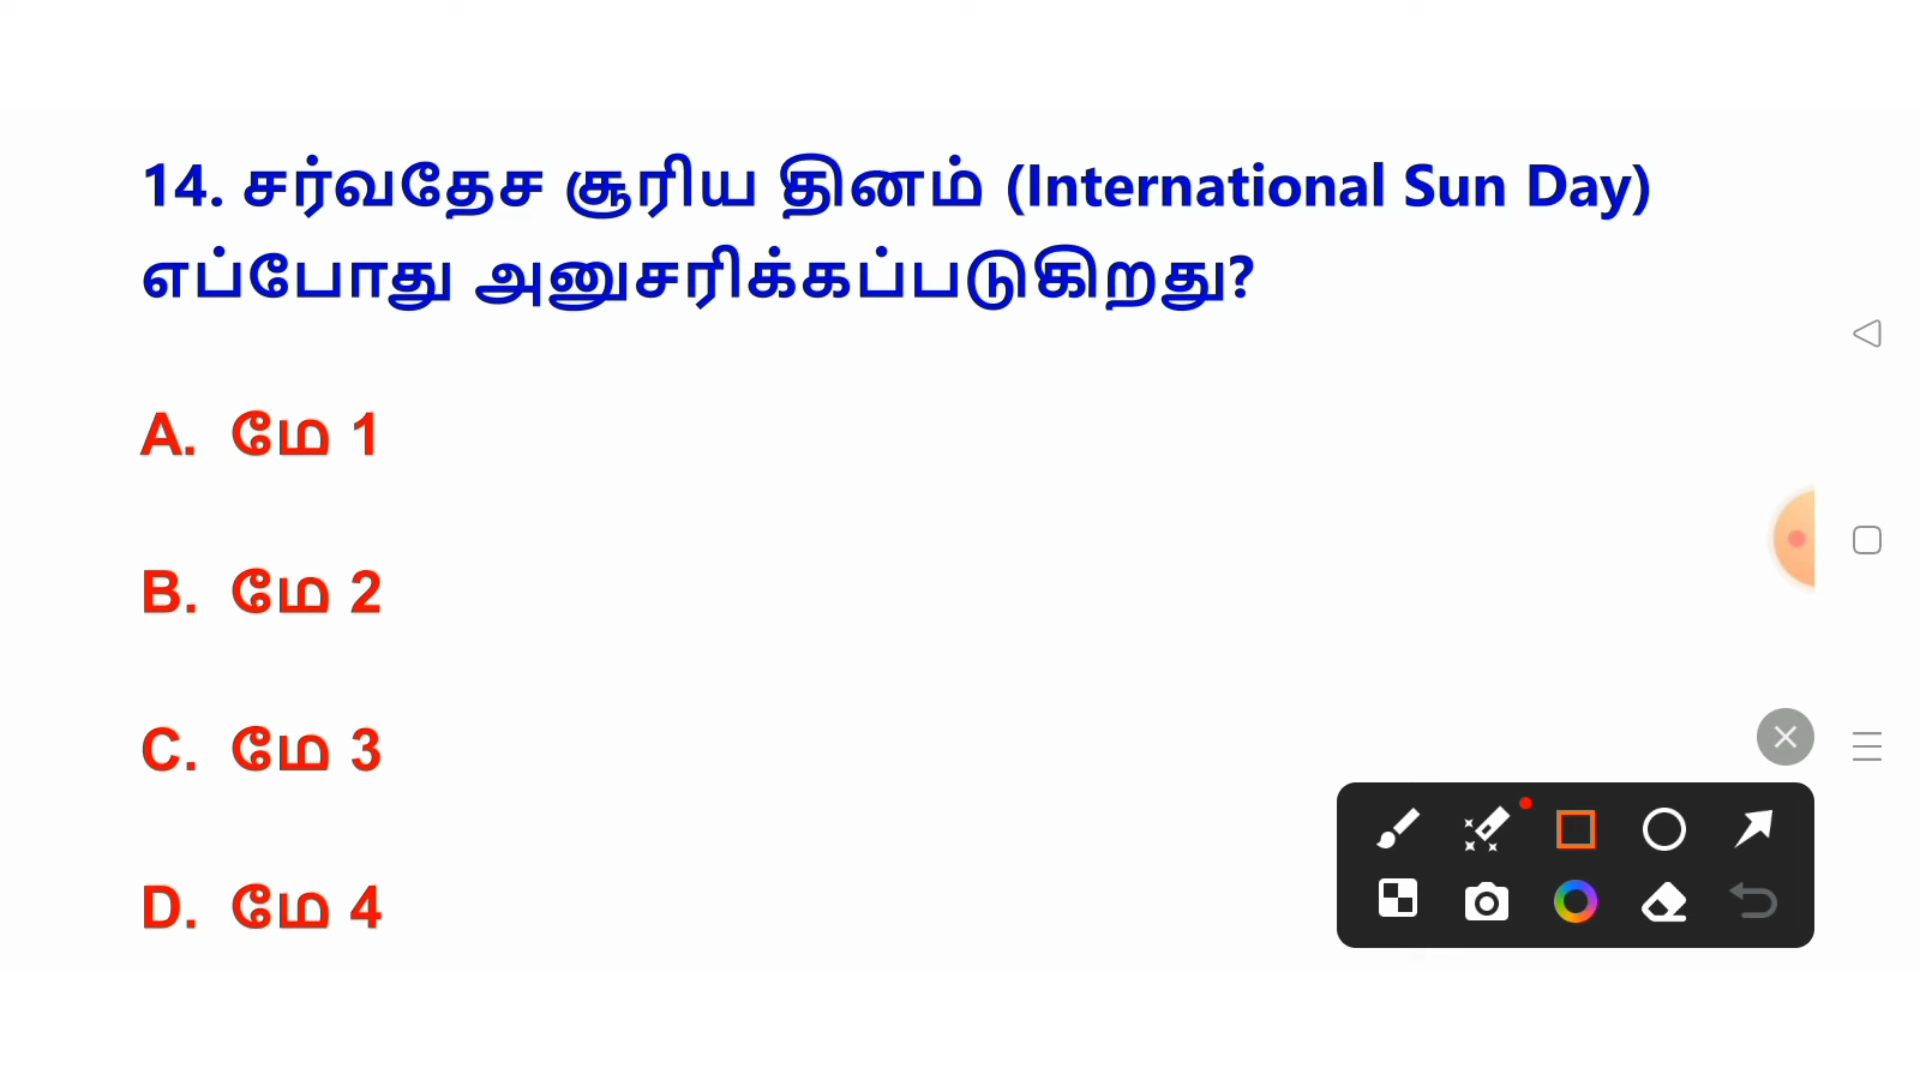 14. சர்வதேச சூரிய தினம் (International Sun Day)
எப்போது அனுசரிக்கப்படுகிறது?
A. மே 1
B. மே 2
C. மே 3
D. மே 4